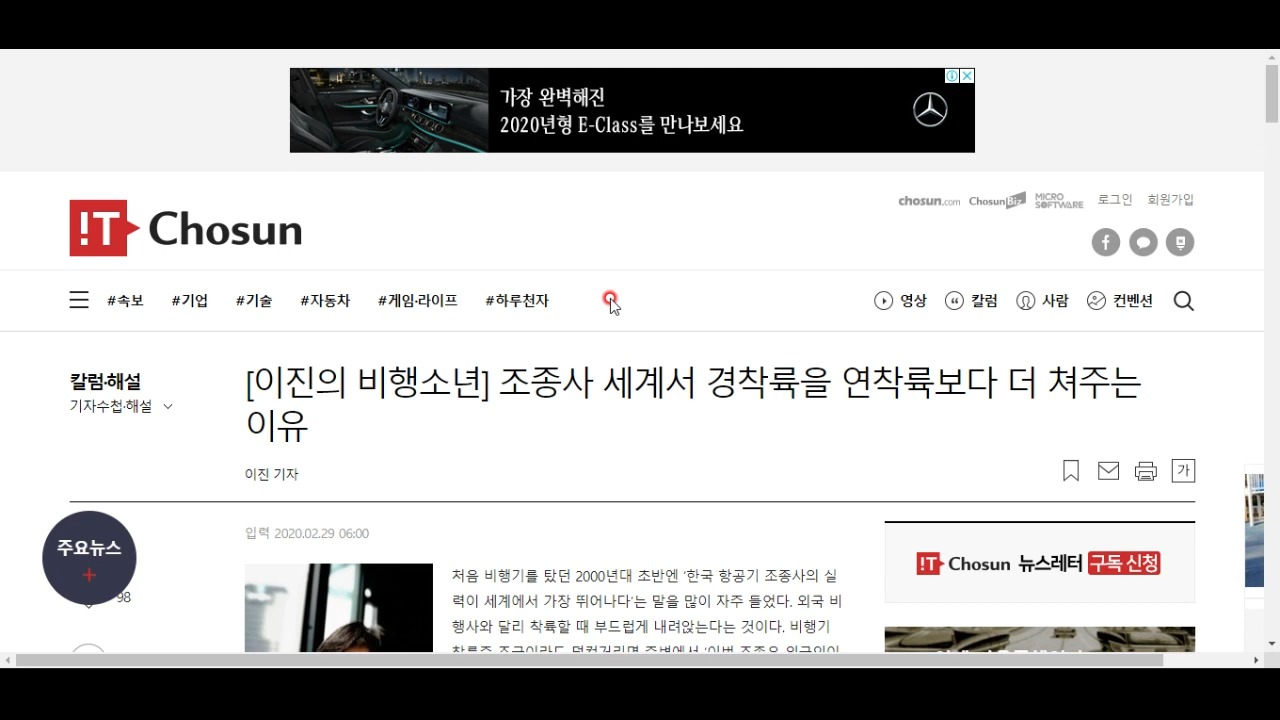 가장 완벽해진
2020년형 E-Class를 만나보세요
!T Chosun
chosun.com ChosunBiz MICRO SOFTWARE 로그인 회원가입
#속보 #기업 #기술 #자동차 #게임·라이프 #하루천자 영상 칼럼 사람 컨벤션
칼럼·해설
기자수첩·해설
[이진의 비행소년] 조종사 세계서 경착륙을 연착륙보다 더 쳐주는
이유
이진 기자
가
주요뉴스
+
98
입력 2020.02.29 06:00
처음 비행기를 탔던 2000년대 초반엔 '한국 항공기 조종사의 실
력이 세계에서 가장 뛰어나다'는 말을 많이 자주 들었다. 외국 비
행사와 달리 착륙할 때 부드럽게 내려앉는다는 것이다. 비행기
!T Chosun 뉴스레터 구독 신청